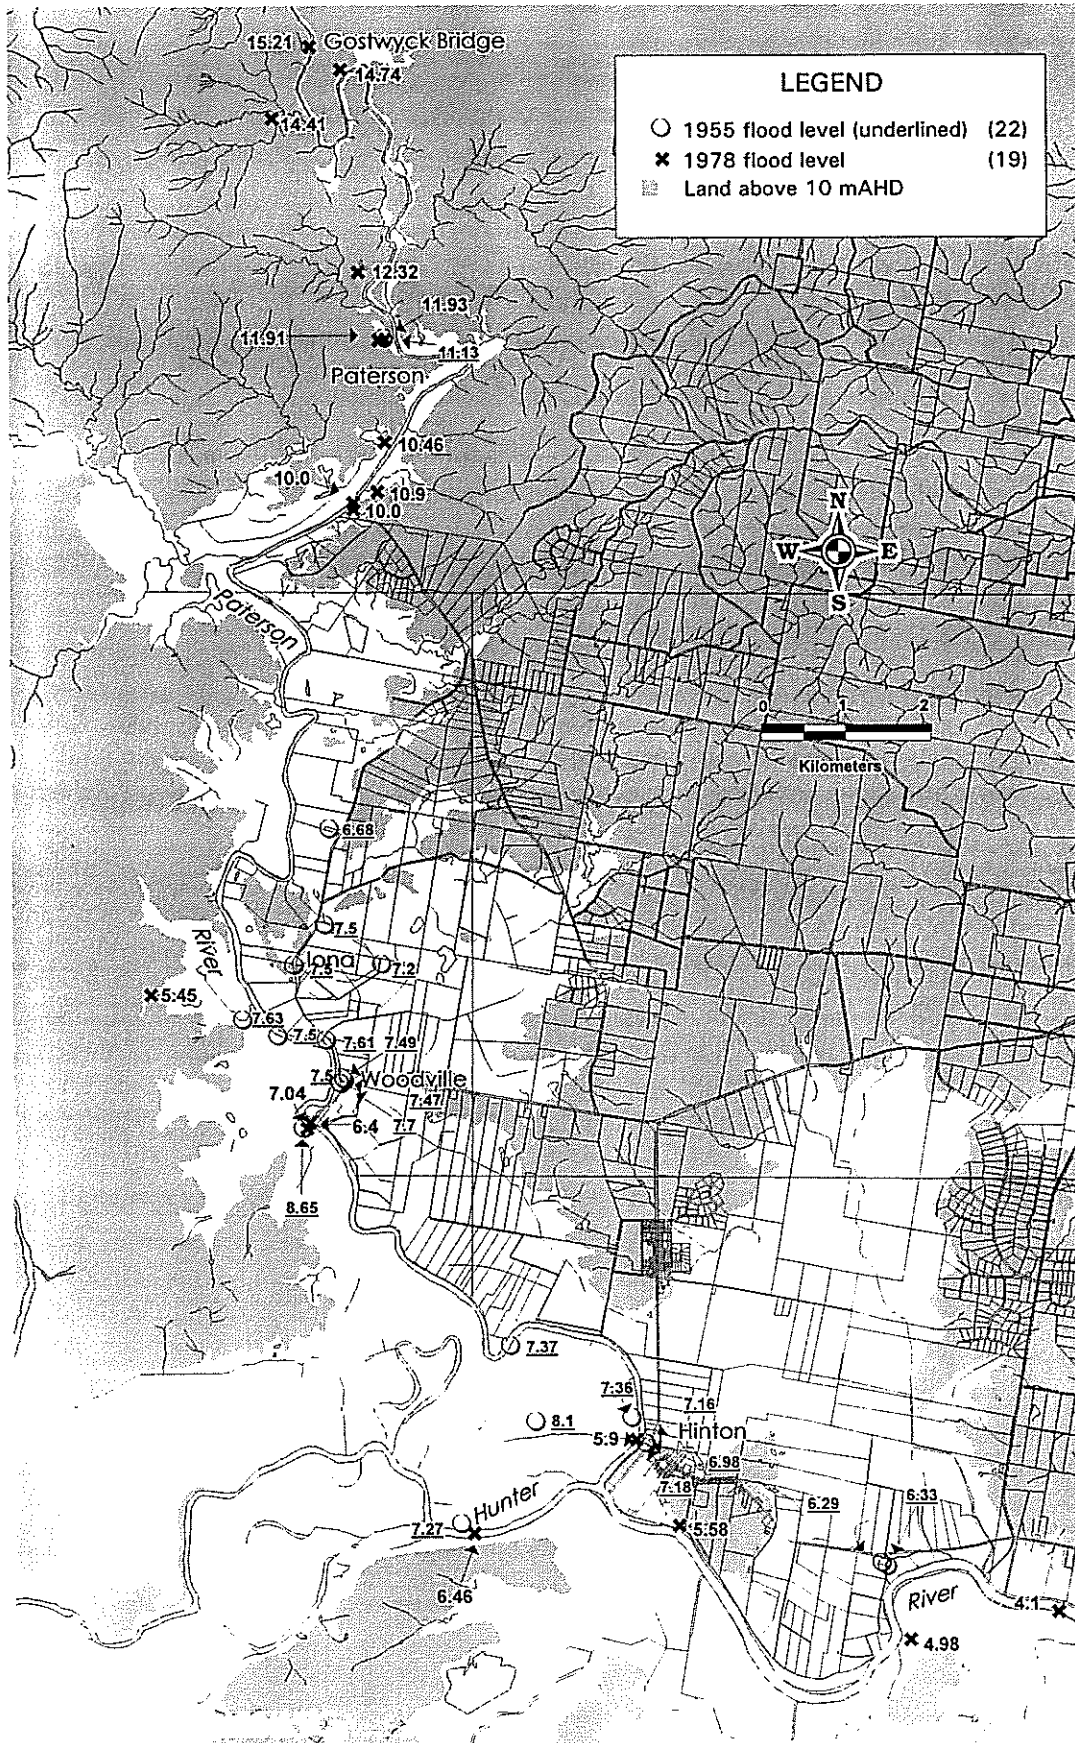 15.21 Gostwyck Bridge
14.74
14.41
LEGEND
1955 flood level (underlined) (22)
1978 flood level (19)
Land above 10 mAHD
12.32
11.93
11.91
11.13
Paterson
10.46
10.0
10.9
10.0
N
W E
S
Paterson
0 1 2
Kilometers
6.68
7.5
River
Iona
7.5
7.2
5.45
7.63
7.5
7.61 7.49
7.5 Woodville
7.04
7.47
6.4 7.7
8.65
7.37
7.36
7.16
8.1
5.9
Hinton
6.98
7.18
Hunter
6.29
6.33
7.27
5.58
6.46
River
4.1
4.98